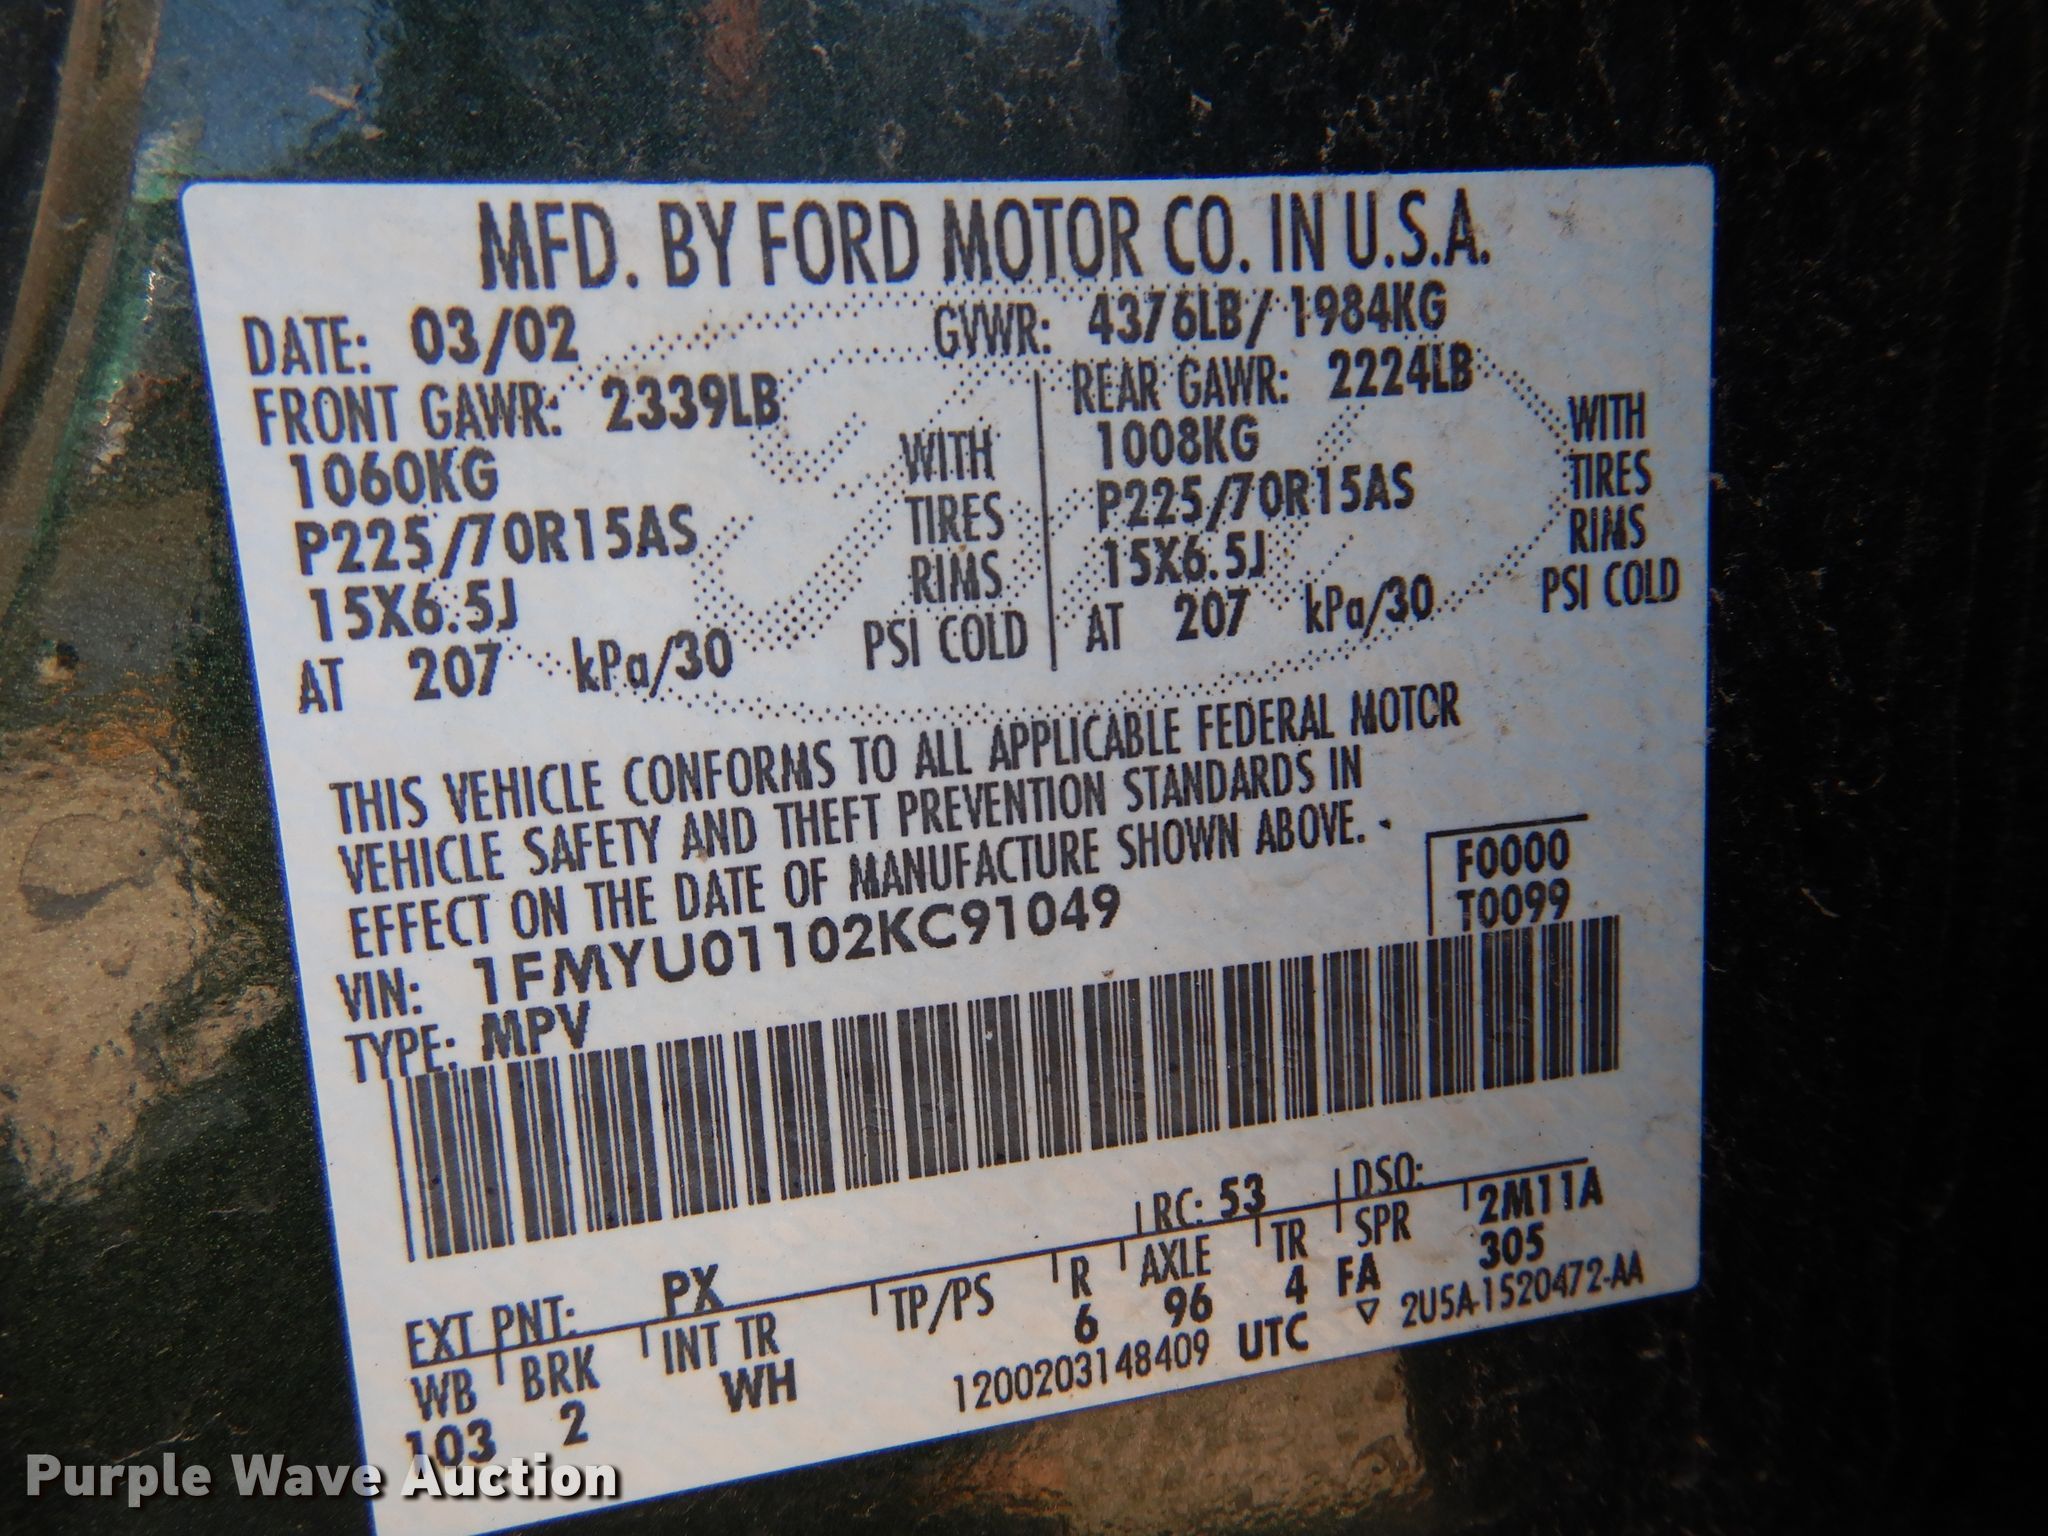 MFD. BY FORD MOTOR CO. IN U.S.A.
DATE: 03/02 GVWR: 4376LB/ 1984KG
FRONT GAWR: 2339LB
1060KG WITH
P225/70R15AS TIRES
15X6.5J RIMS
AT 207 kPa/30 PSI COLD
REAR GAWR: 2224LB
1008KG WITH
P225/70R15AS TIRES
15X6.5J RIMS
AT 207 kPa/30 PSI COLD
THIS VEHICLE CONFORMS TO ALL APPLICABLE FEDERAL MOTOR
VEHICLE SAFETY AND THEFT PREVENTION STANDARDS IN
EFFECT ON THE DATE OF MANUFACTURE SHOWN ABOVE.
F0000
T0099
VIN: 1FMYU01102KC91049
TYPE: MPV
EXT PNT: PX RC: 53 DSO:
WB BRK INT TR TP/PS R AXLE TR SPR 2M11A
103 2 WH 6 96 4 FA 305
1200203148409 UTC ▽ 2U5A-1520472-AA
Purple Wave Auction